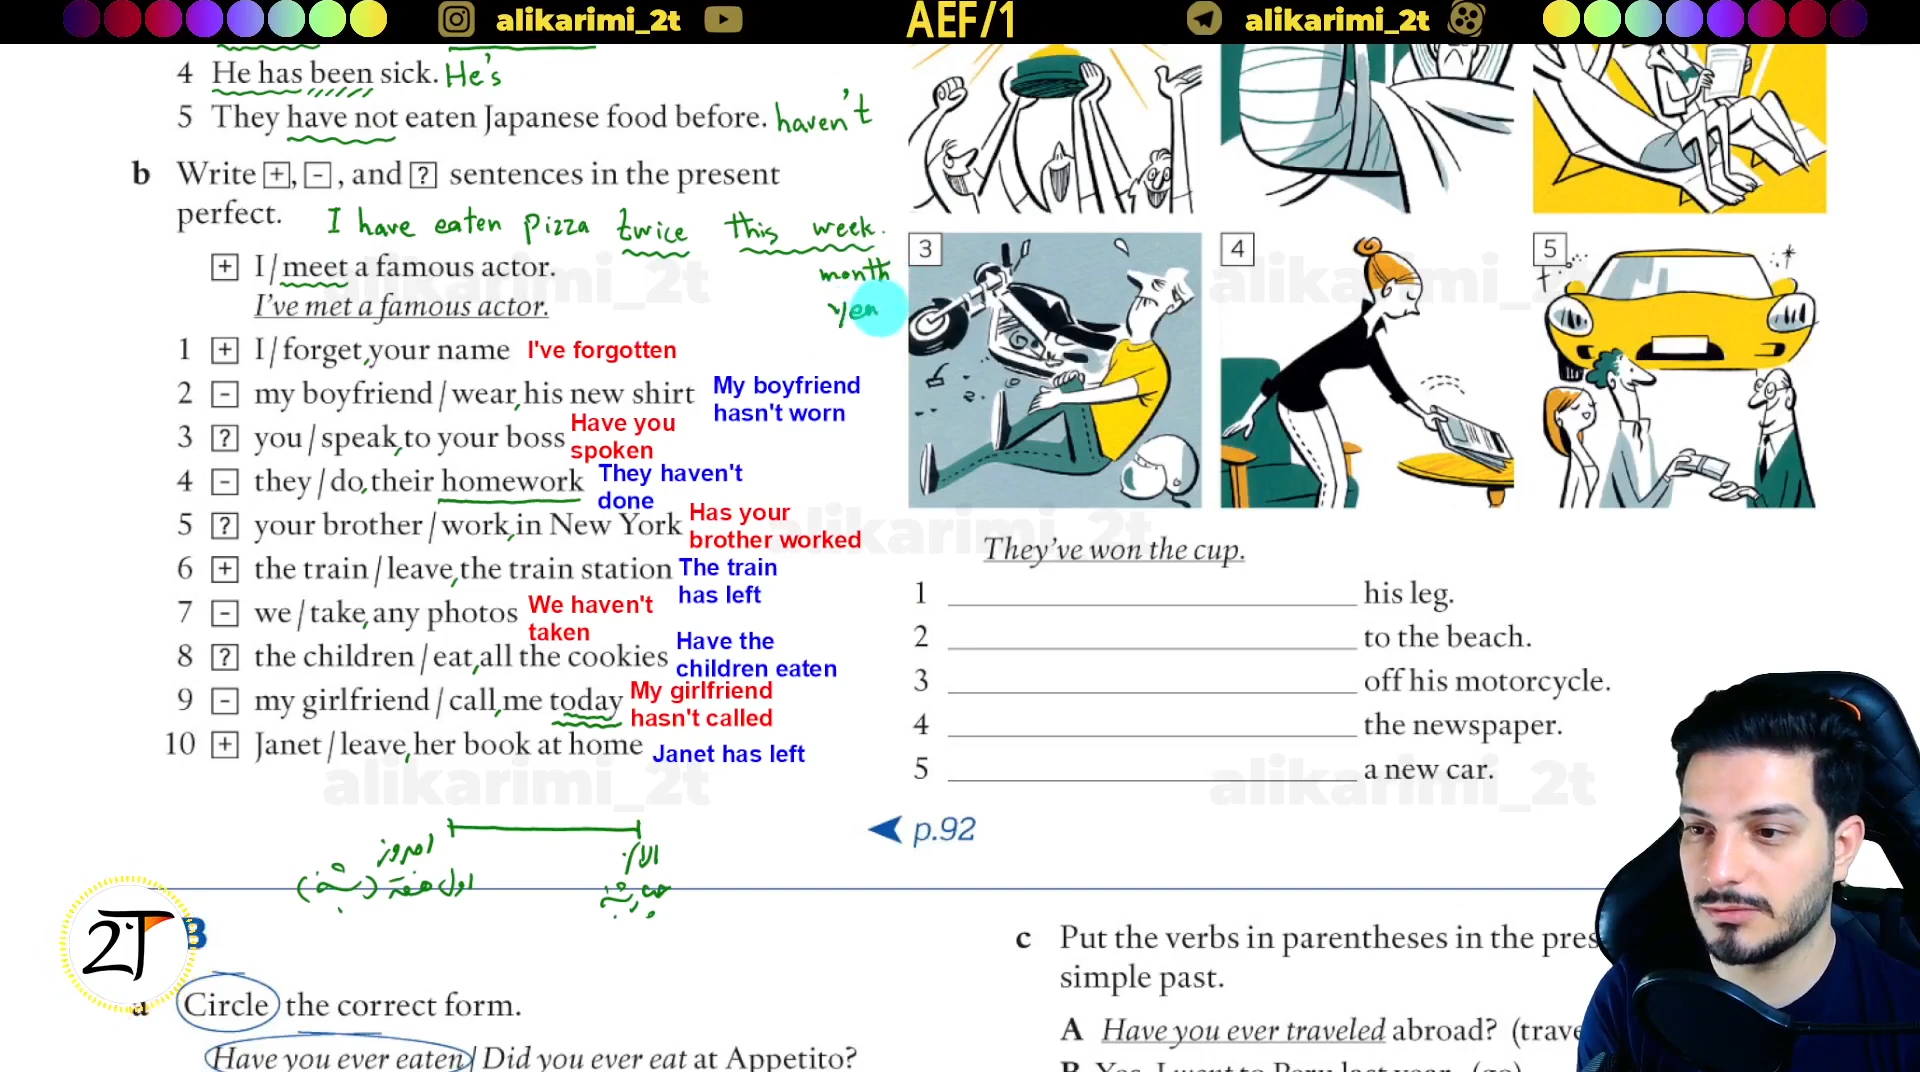 alikarimi_2t
AEF/1
alikarimi_2t
4 He has been sick. He's
5 They have not eaten Japanese food before. haven't
b Write +, -, and ? sentences in the present
perfect.
I have eaten pizza twice this week.
month
+ I / meet a famous actor.
I've met a famous actor.
1 + I / forget your name I've forgotten
2 - my boyfriend / wear his new shirt My boyfriend
hasn't worn
3 ? you / speak to your boss Have you
spoken
4 - they / do their homework They haven't
done
5 ? your brother / work in New York Has your
brother worked
6 + the train / leave the train station The train
has left
7 - we / take any photos We haven't
taken
8 ? the children / eat all the cookies Have the
children eaten
9 - my girlfriend / call me today My girlfriend
hasn't called
10 + Janet / leave her book at home Janet has left
امروز
الان
اول هفته (شنبه)
3
4
5
They've won the cup.
1 his leg.
2 to the beach.
3 off his motorcycle.
4 the newspaper.
5 a new car.
p.92
alikarimi_2t
alikarimi_2t
alikarimi_2t
alikarimi_2t
alikarimi_2t
2T
B
a Circle the correct form.
Have you ever eaten / Did you ever eat at Appetito?
c Put the verbs in parentheses in the pres
simple past.
A Have you ever traveled abroad? (trave